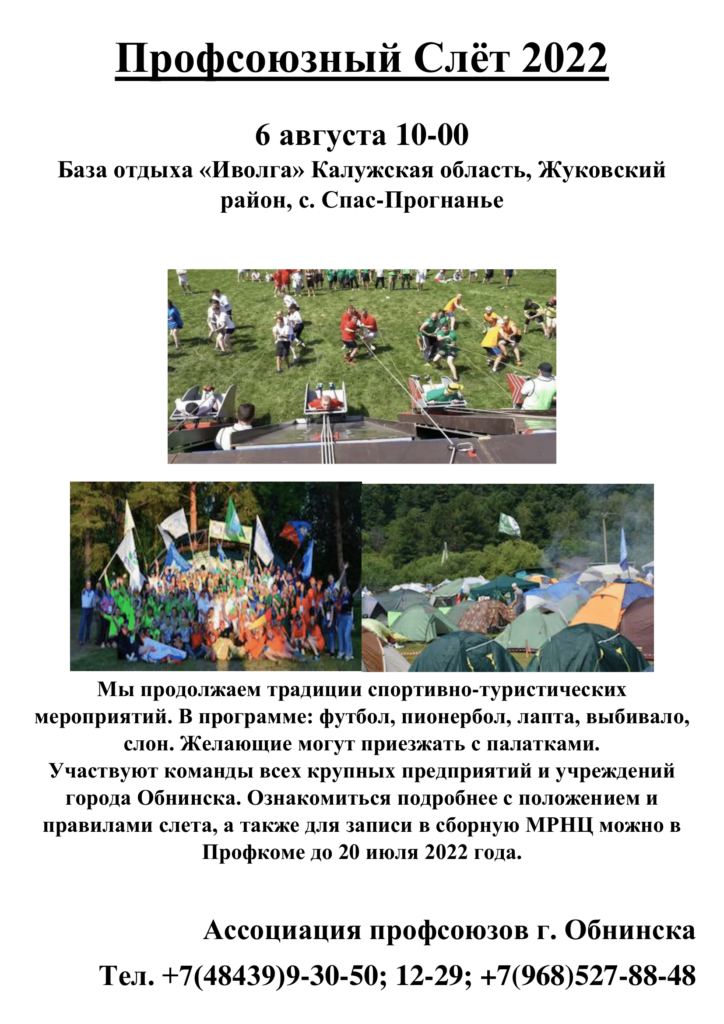 Профсоюзный Слёт 2022
6 августа 10-00
База отдыха «Иволга» Калужская область, Жуковский
район, с. Спас-Прогнанье
Мы продолжаем традиции спортивно-туристических
мероприятий. В программе: футбол, пионербол, лапта, выбивало,
слон. Желающие могут приезжать с палатками.
Участвуют команды всех крупных предприятий и учреждений
города Обнинска. Ознакомиться подробнее с положением и
правилами слета, а также для записи в сборную МРНЦ можно в
Профкоме до 20 июля 2022 года.
Ассоциация профсоюзов г. Обнинска
Тел. +7(48439)9-30-50; 12-29; +7(968)527-88-48